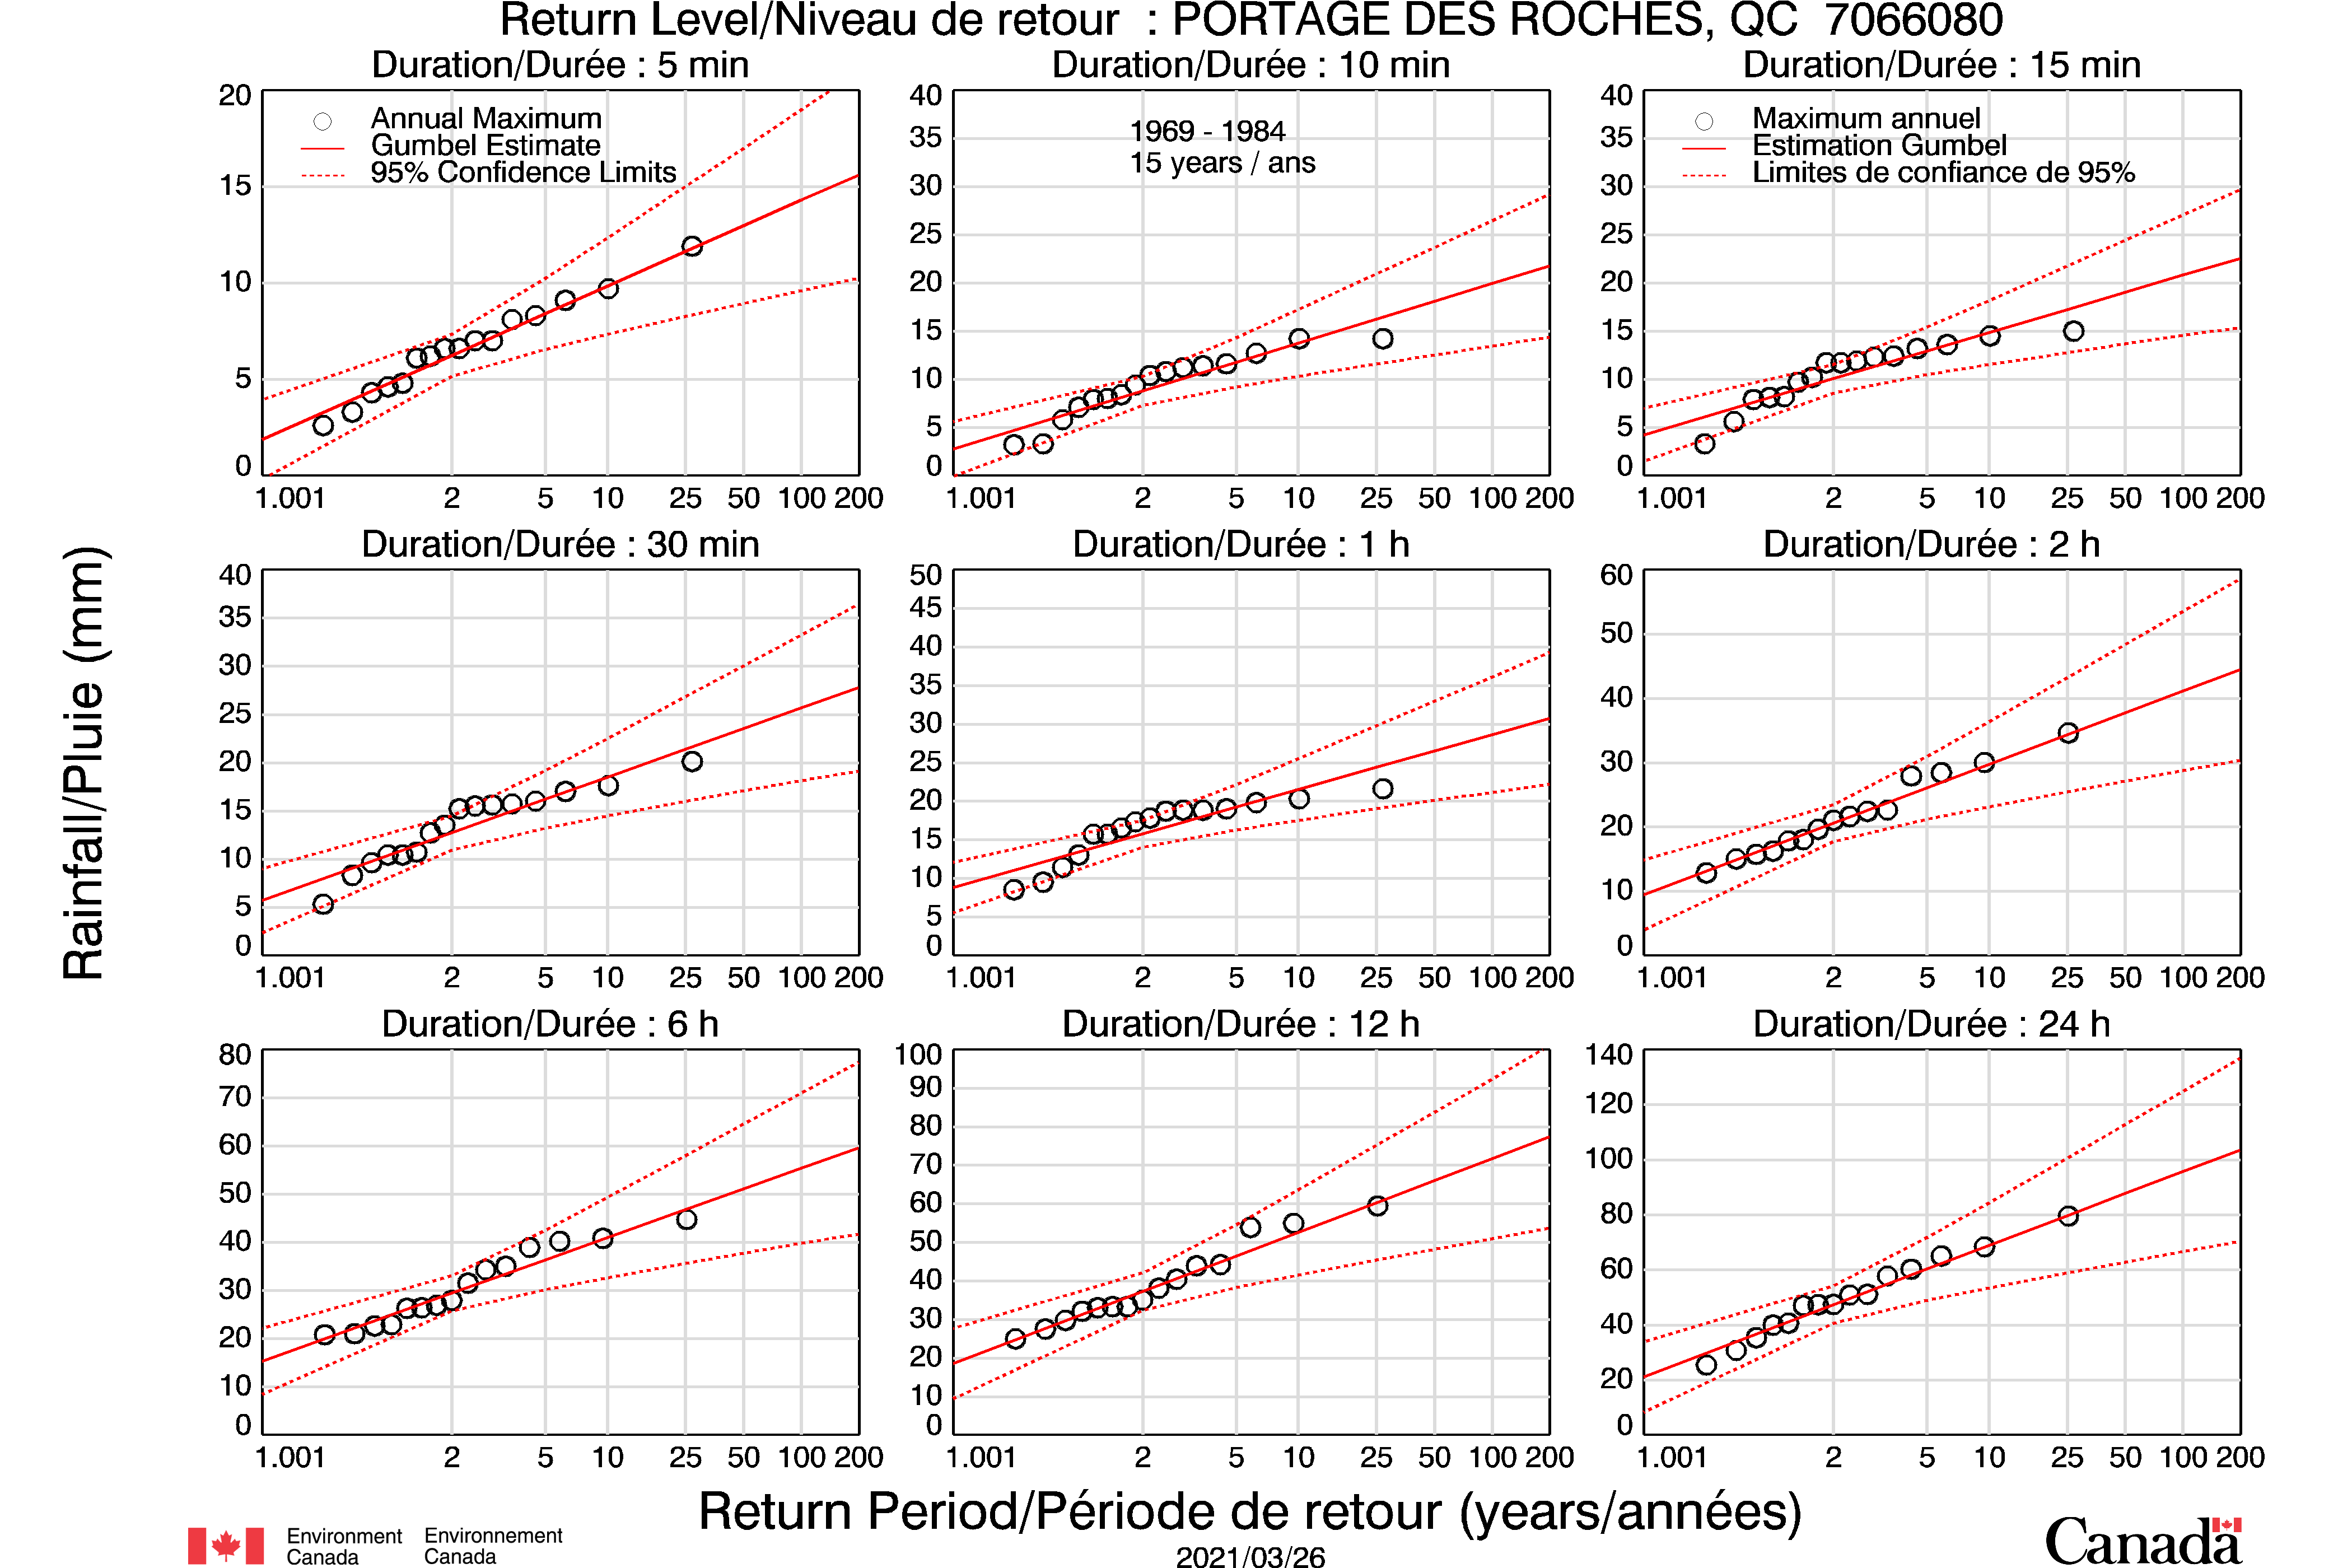 Return Level/Niveau de retour : PORTAGE DES ROCHES, QC 7066080
Duration/Durée : 5 min
20
15
10
5
0
Annual Maximum
Gumbel Estimate
95% Confidence Limits
1.001 2 5 10 25 50 100 200
Duration/Durée : 10 min
40
35
30
25
20
15
10
5
0
1969 - 1984
15 years / ans
1.001 2 5 10 25 50 100 200
Duration/Durée : 15 min
40
35
30
25
20
15
10
5
0
Maximum annuel
Estimation Gumbel
Limites de confiance de 95%
1.001 2 5 10 25 50 100 200
Rainfall/Pluie (mm)
Duration/Durée : 30 min
40
35
30
25
20
15
10
5
0
1.001 2 5 10 25 50 100 200
Duration/Durée : 1 h
50
45
40
35
30
25
20
15
10
5
0
1.001 2 5 10 25 50 100 200
Duration/Durée : 2 h
60
50
40
30
20
10
0
1.001 2 5 10 25 50 100 200
Duration/Durée : 6 h
80
70
60
50
40
30
20
10
0
1.001 2 5 10 25 50 100 200
Duration/Durée : 12 h
100
90
80
70
60
50
40
30
20
10
0
1.001 2 5 10 25 50 100 200
Duration/Durée : 24 h
140
120
100
80
60
40
20
0
1.001 2 5 10 25 50 100 200
Return Period/Période de retour (years/années)
Environment Canada
Environnement Canada
2021/03/26
Canada